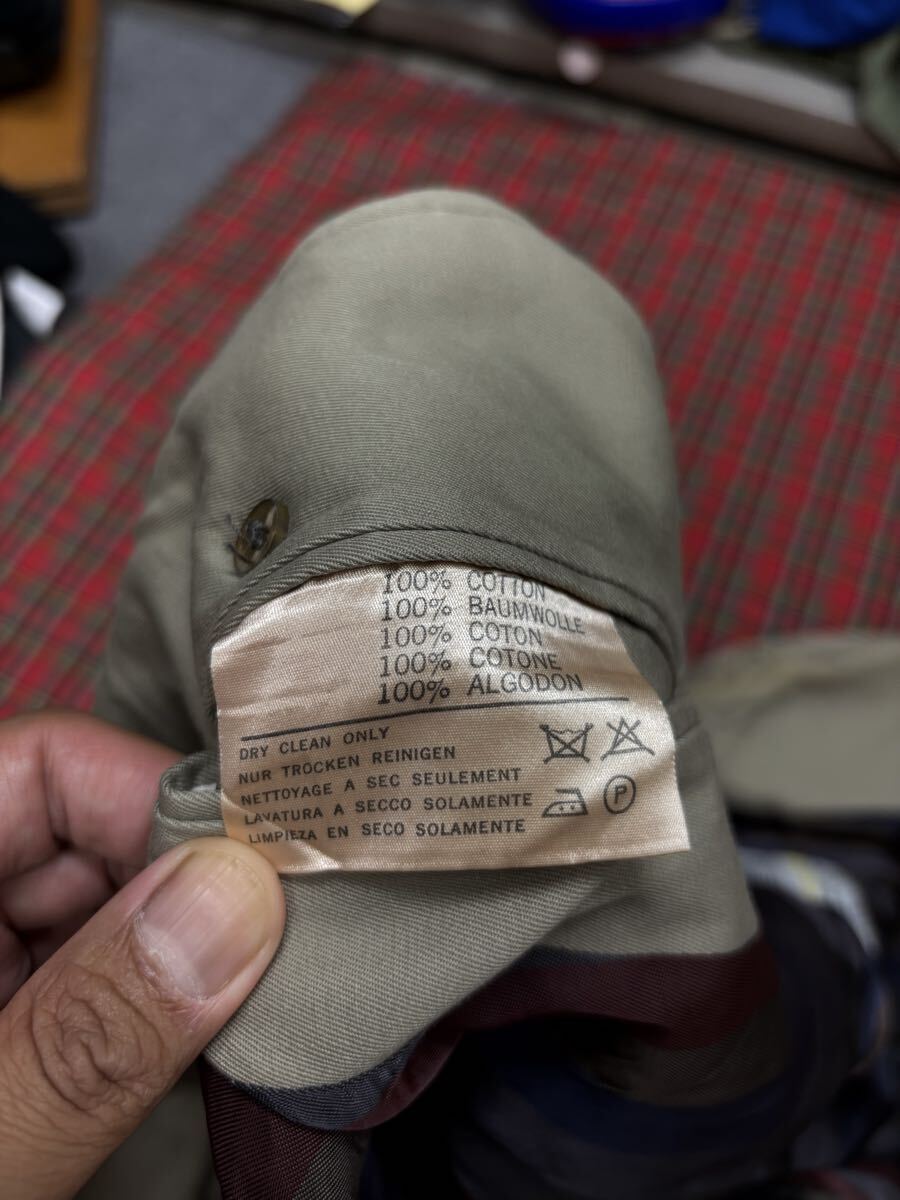 100% COTTON
100% BAUMWOLLE
100% COTON
100% COTONE
100% ALGODON
DRY CLEAN ONLY
NUR TROCKEN REINIGEN
NETTOYAGE A SEC SEULEMENT
LAVATURA A SECCO SOLAMENTE
LIMPIEZA EN SECO SOLAMENTE
P